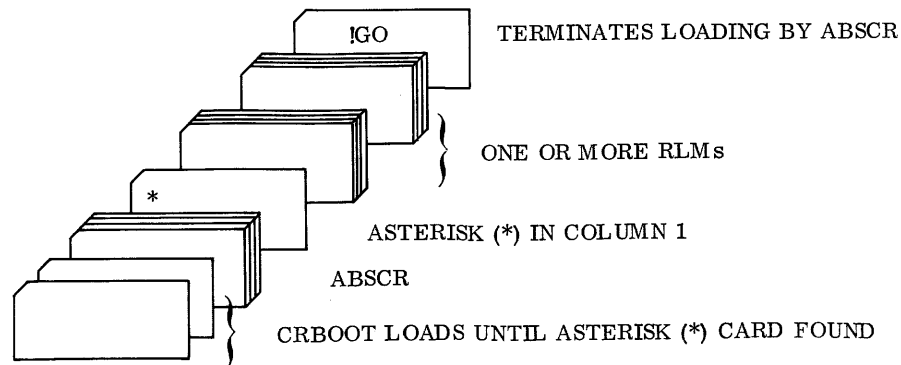 !GO
TERMINATES LOADING BY ABSCR
ONE OR MORE RLMs
*
ASTERISK (*) IN COLUMN 1
ABSCR
CRBOOT LOADS UNTIL ASTERISK (*) CARD FOUND